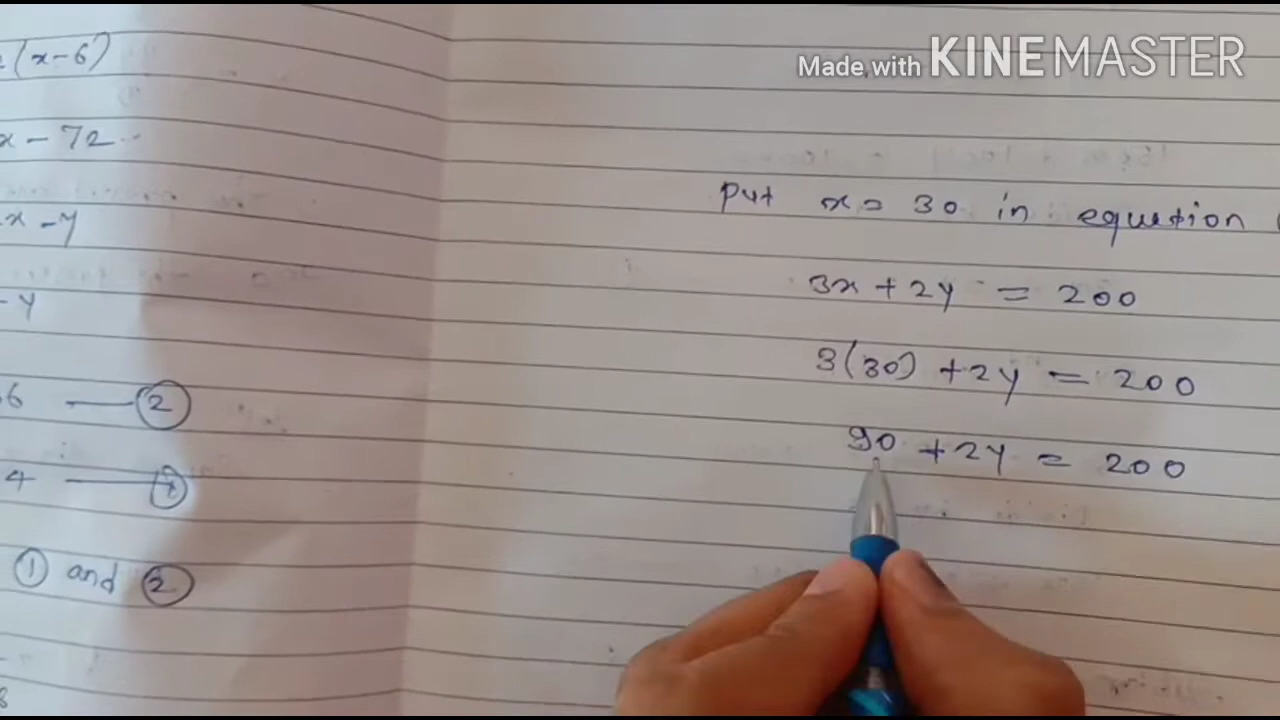 Made with KINEMASTER
(x-6)
x - 72
x - y
- y
6 —— ②
4 ——
① and ②
8
Put x = 30 in equation
3x + 2y = 200
3(30) + 2y = 200
90 + 2y = 200